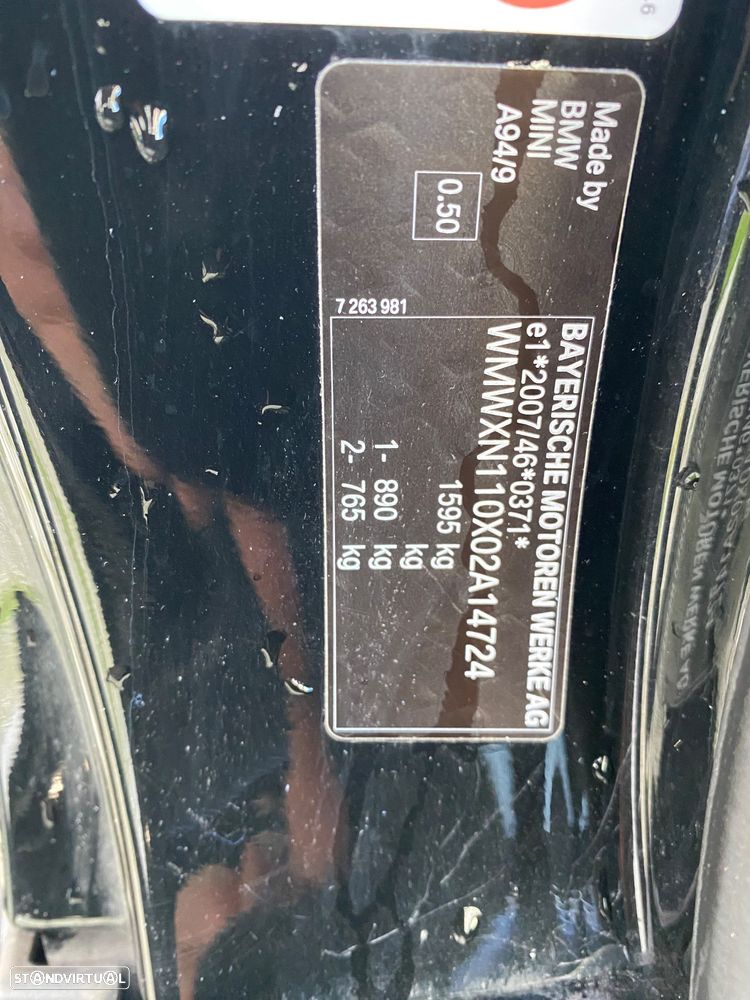 Made by
BMW
MINI
A94/9
0.50
7 263 981
BAYERISCHE MOTOREN WERKE AG
e1*2007/46*0371*
WMWXN110X02A14724
1595 kg
kg
1- 890 kg
2- 765 kg
STANDVIRTUAL